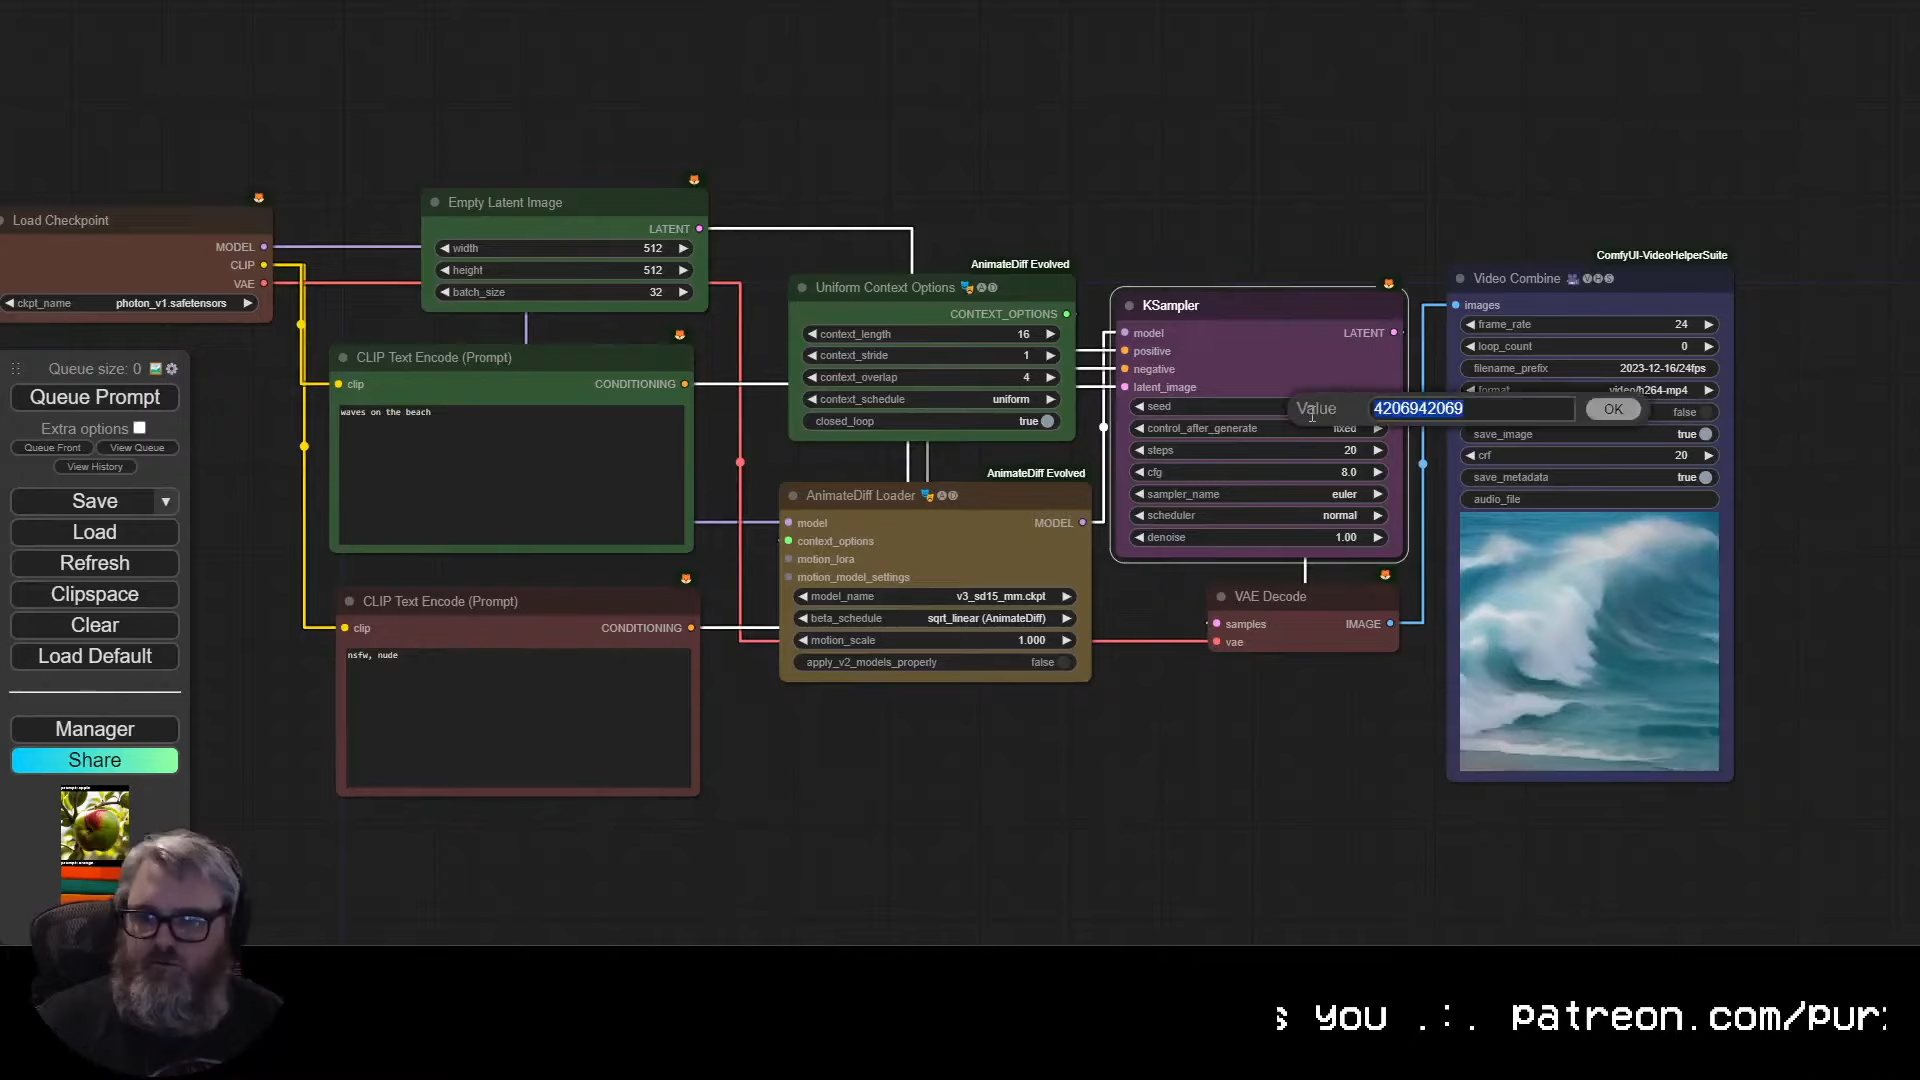 Load Checkpoint
MODEL
CLIP
VAE
ckpt_name photon_v1.safetensors
Queue size: 0
Queue Prompt
Extra options
Queue Front View Queue
View History
Save
Load
Refresh
Clipspace
Clear
Load Default
Manager
Share
Empty Latent Image
LATENT
width 512
height 512
batch_size 32
CLIP Text Encode (Prompt)
clip CONDITIONING
waves on the beach
CLIP Text Encode (Prompt)
clip CONDITIONING
nsfw, nude
AnimateDiff Evolved
Uniform Context Options
CONTEXT_OPTIONS
context_length 16
context_stride 1
context_overlap 4
context_schedule uniform
closed_loop true
AnimateDiff Evolved
AnimateDiff Loader
model MODEL
context_options
motion_lora
motion_model_settings
model_name v3_sd15_mm.ckpt
beta_schedule sqrt_linear (AnimateDiff)
motion_scale 1.000
apply_v2_models_properly false
KSampler
model LATENT
positive
negative
latent_image
seed
Value 4206942069 OK
control_after_generate fixed
steps 20
cfg 8.0
sampler_name euler
scheduler normal
denoise 1.00
VAE Decode
samples IMAGE
vae
ComfyUI-VideoHelperSuite
Video Combine
images
frame_rate 24
loop_count 0
filename_prefix 2023-12-16/24fps
format video/h264-mp4
false
save_image true
crf 20
save_metadata true
audio_file
s you .:. patreon.com/pur